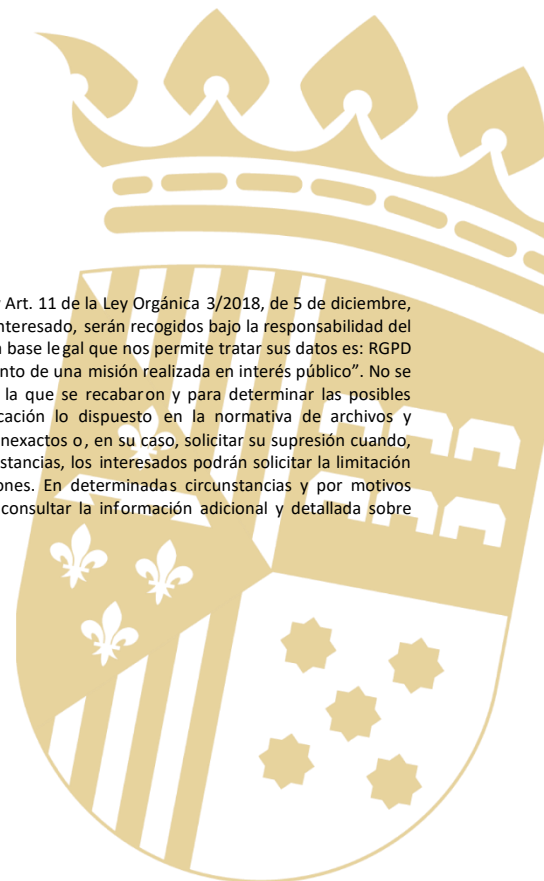 Art. 11 de la Ley Orgánica 3/2018, de 5 de diciembre,
nteresado, serán recogidos bajo la responsabilidad del
base legal que nos permite tratar sus datos es: RGPD
nto de una misión realizada en interés público”. No se
la que se recabaron y para determinar las posibles
cación lo dispuesto en la normativa de archivos y
nexactos o, en su caso, solicitar su supresión cuando,
stancias, los interesados podrán solicitar la limitación
ones. En determinadas circunstancias y por motivos
consultar la información adicional y detallada sobre